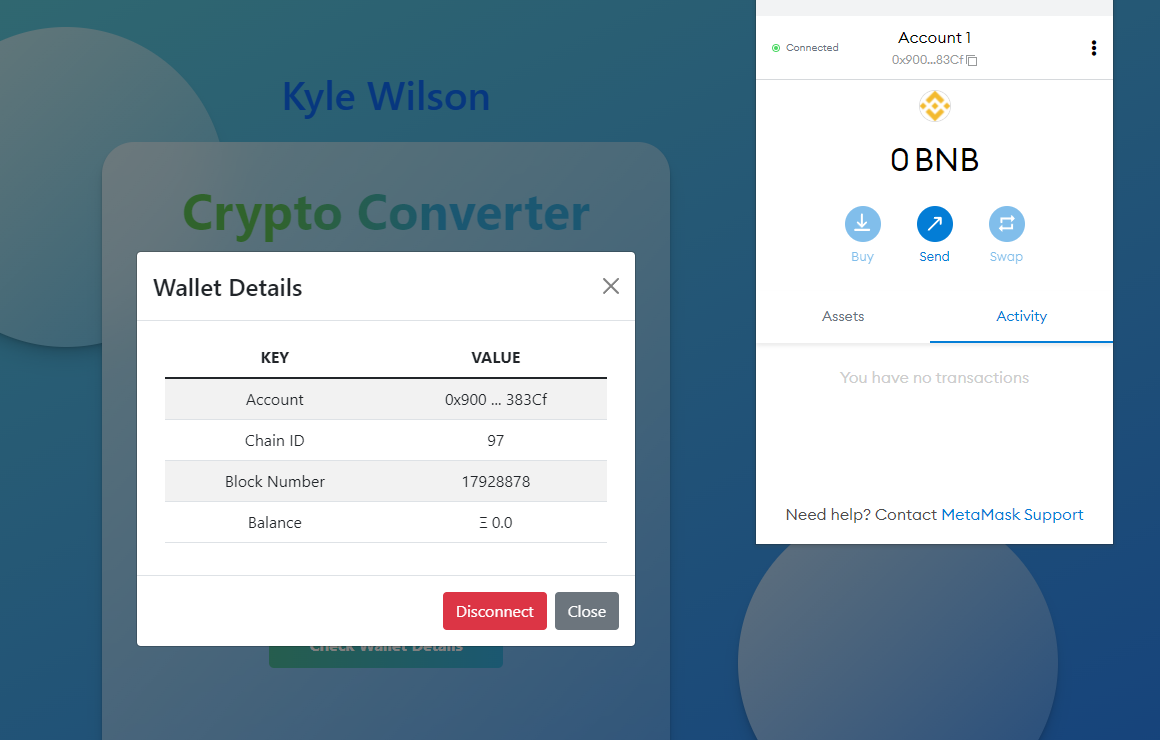 Kyle Wilson
Crypto Converter
Wallet Details
KEY VALUE
Account 0x900 ... 383Cf
Chain ID 97
Block Number 17928878
Balance Ξ 0.0
Disconnect Close
Check Wallet Details
Connected
Account 1
0x900...83Cf
0 BNB
Buy Send Swap
Assets Activity
You have no transactions
Need help? Contact MetaMask Support